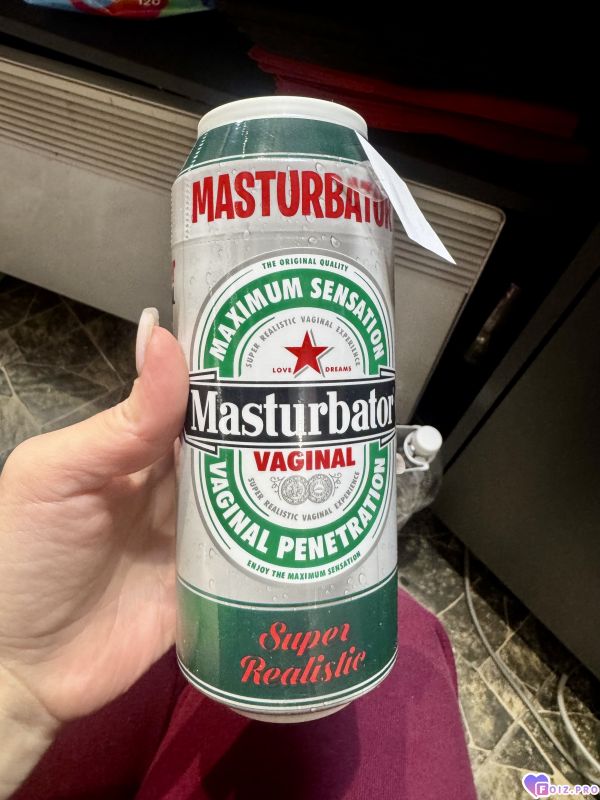 120
MASTURBATOR
THE ORIGINAL QUALITY
MAXIMUM SENSATION
SUPER REALISTIC VAGINAL EXPERIENCE
LOVE DREAMS
Masturbator
VAGINAL
SUPER REALISTIC VAGINAL EXPERIENCE
VAGINAL PENETRATION
ENJOY THE MAXIMUM SENSATION
Super
Realistic
FOIZ.PRO